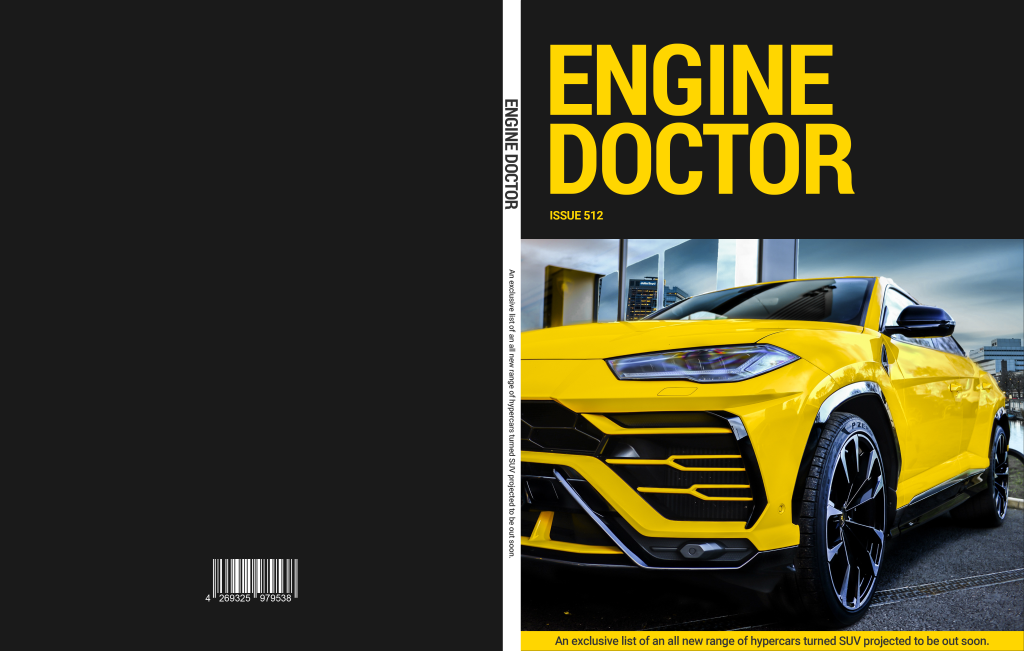 ENGINE
DOCTOR
ISSUE 512
An exclusive list of an all new range of hypercars turned SUV projected to be out soon.
ENGINE DOCTOR
An exclusive list of an all new range of hypercars turned SUV projected to be out soon.
4 269325 979538